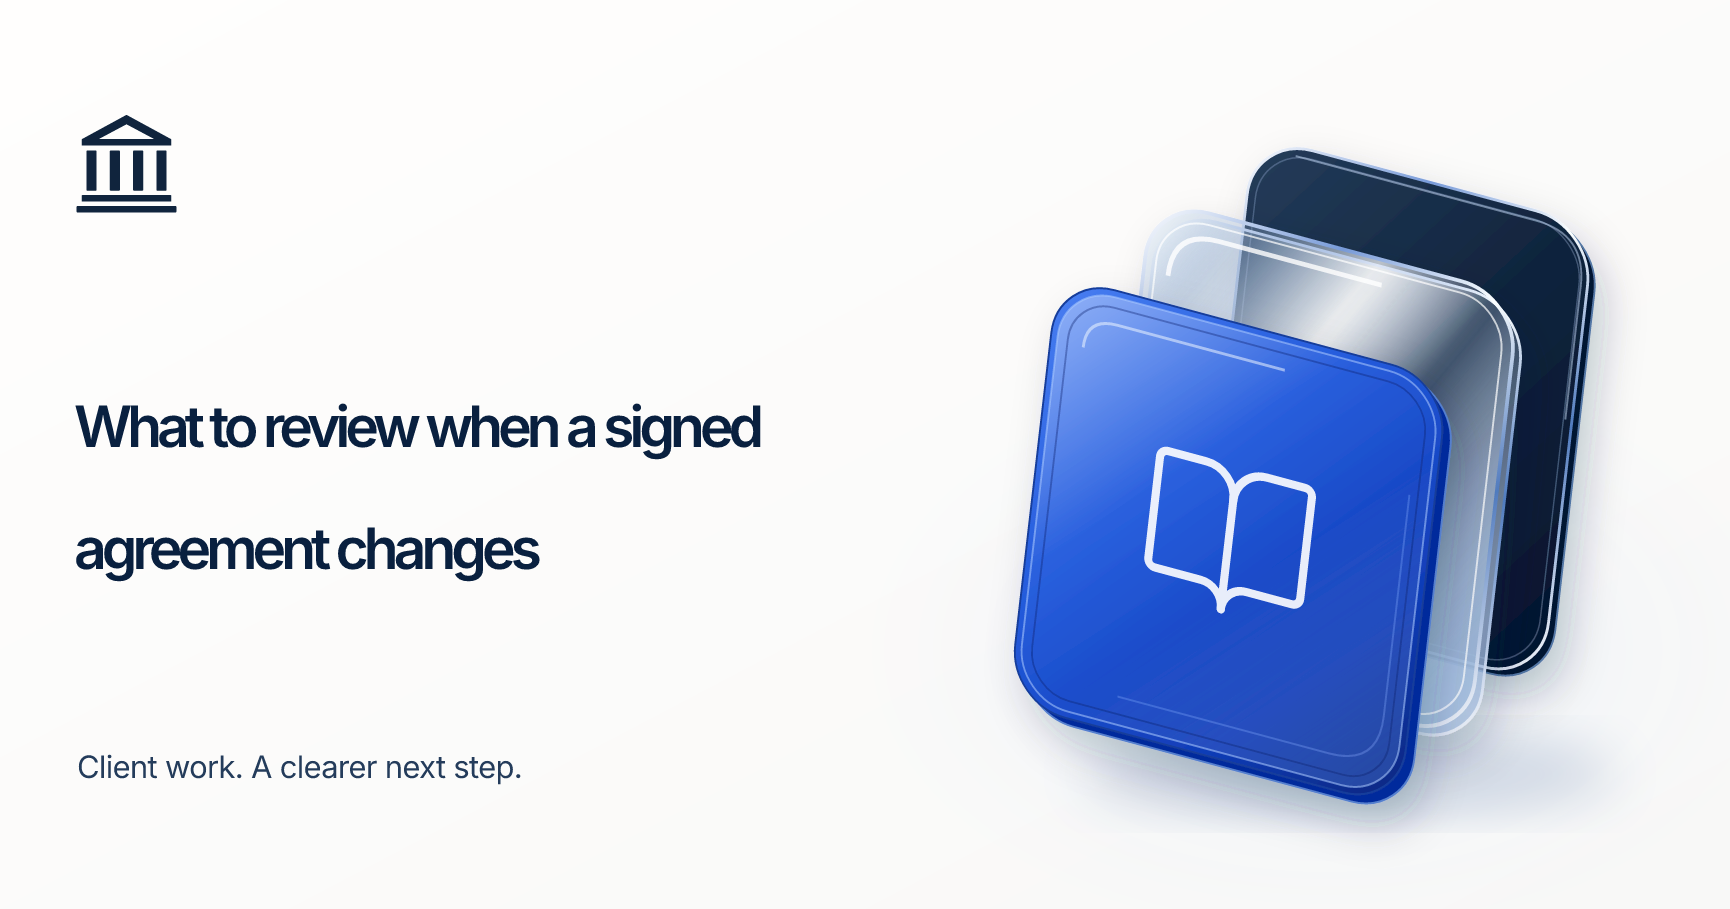 What to review when a signed
agreement changes
Client work. A clearer next step.